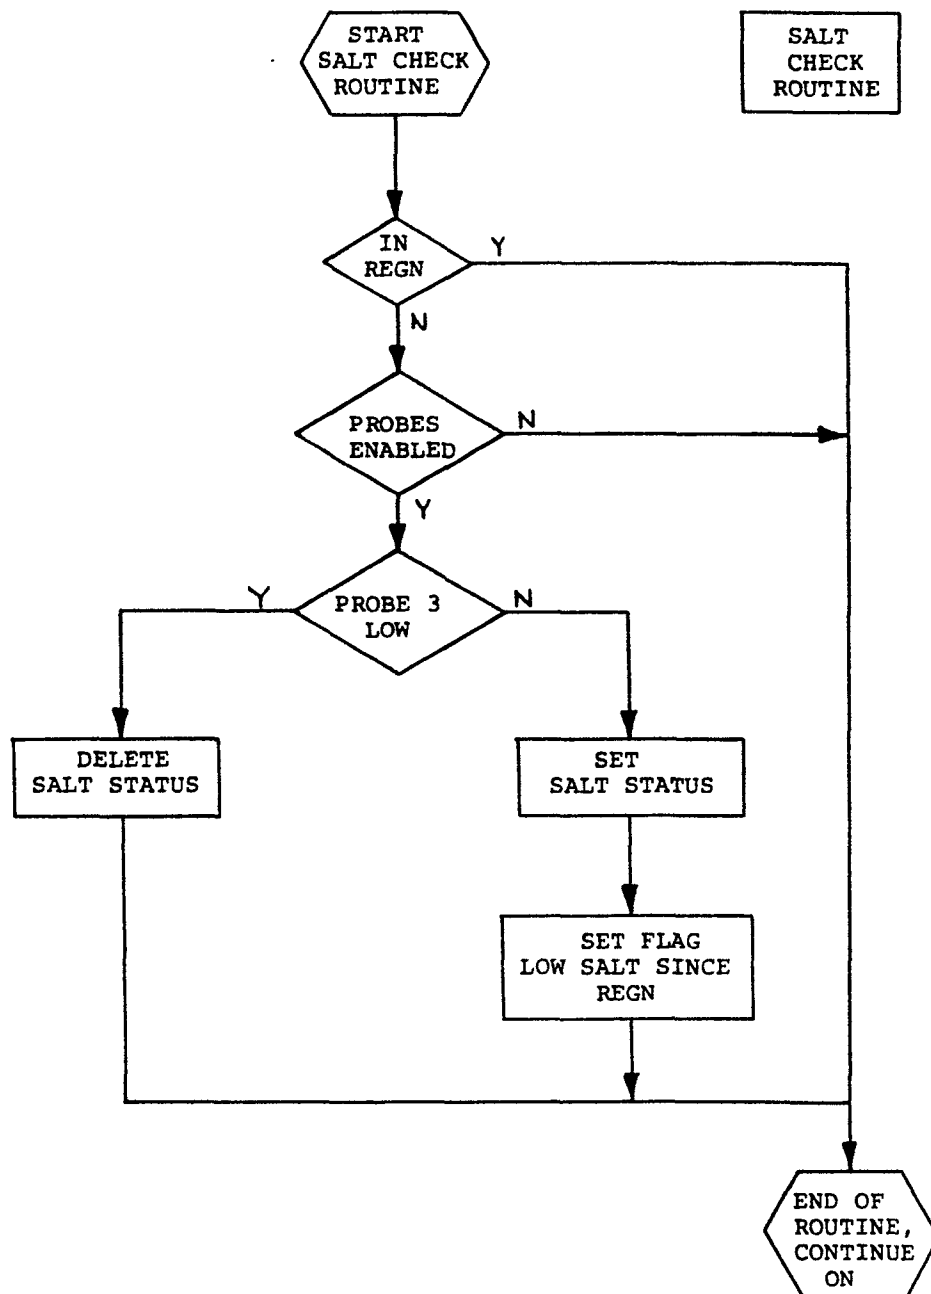 START
SALT CHECK
ROUTINE
SALT
CHECK
ROUTINE
IN
REGN
Y
N
PROBES
ENABLED
N
Y
PROBE 3
LOW
Y
N
DELETE
SALT STATUS
SET
SALT STATUS
SET FLAG
LOW SALT SINCE
REGN
END OF
ROUTINE,
CONTINUE
ON